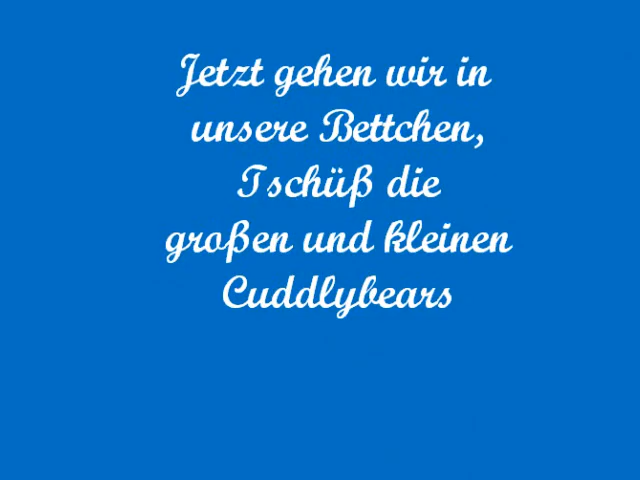 Jetzt gehen wir in
unsere Bettchen,
Tschüß die
großen und kleinen
Cuddlybears